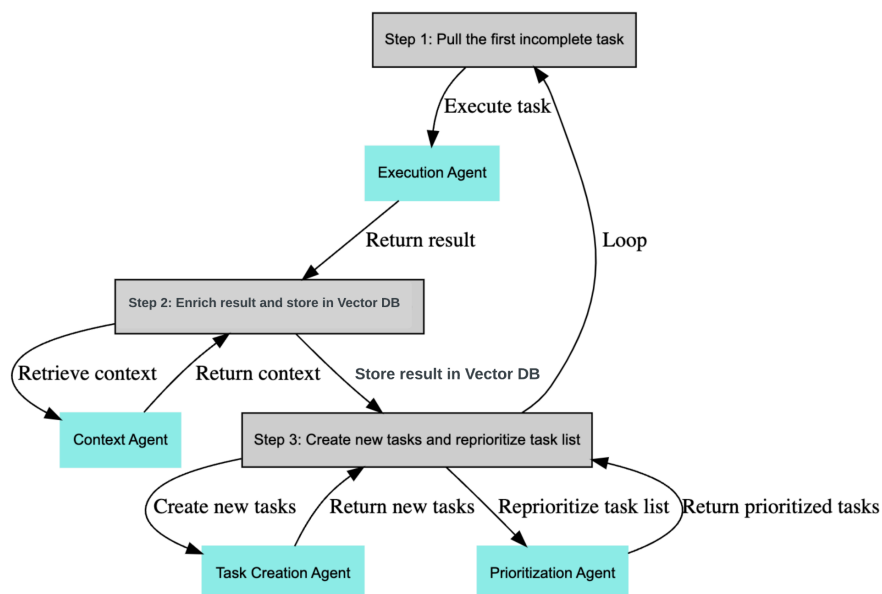 Step 1: Pull the first incomplete task
Execute task
Execution Agent
Return result
Loop
Step 2: Enrich result and store in Vector DB
Retrieve context
Return context
Store result in Vector DB
Context Agent
Step 3: Create new tasks and reprioritize task list
Create new tasks
Return new tasks
Reprioritize task list
Return prioritized tasks
Task Creation Agent
Prioritization Agent